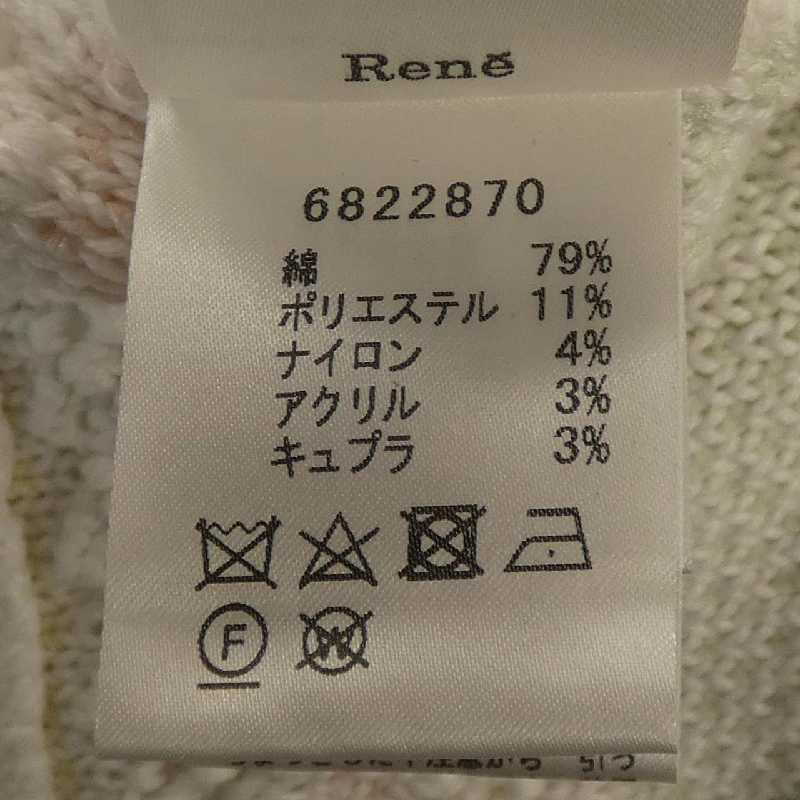 René
6822870
綿 79%
ポリエステル 11%
ナイロン 4%
アクリル 3%
キュプラ 3%
F
W